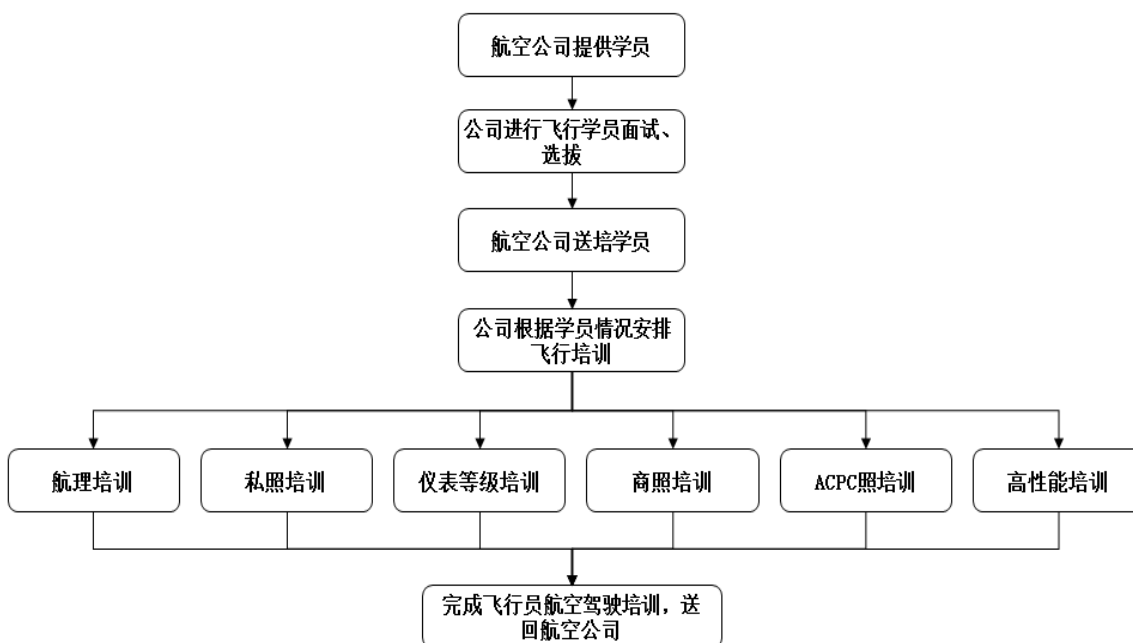 航空公司提供学员
公司进行飞行学员面试、
选拔
航空公司送培学员
公司根据学员情况安排
飞行培训
航理培训
私照培训
仪表等级培训
商照培训
ACPC照培训
高性能培训
完成飞行员航空驾驶培训，送
回航空公司